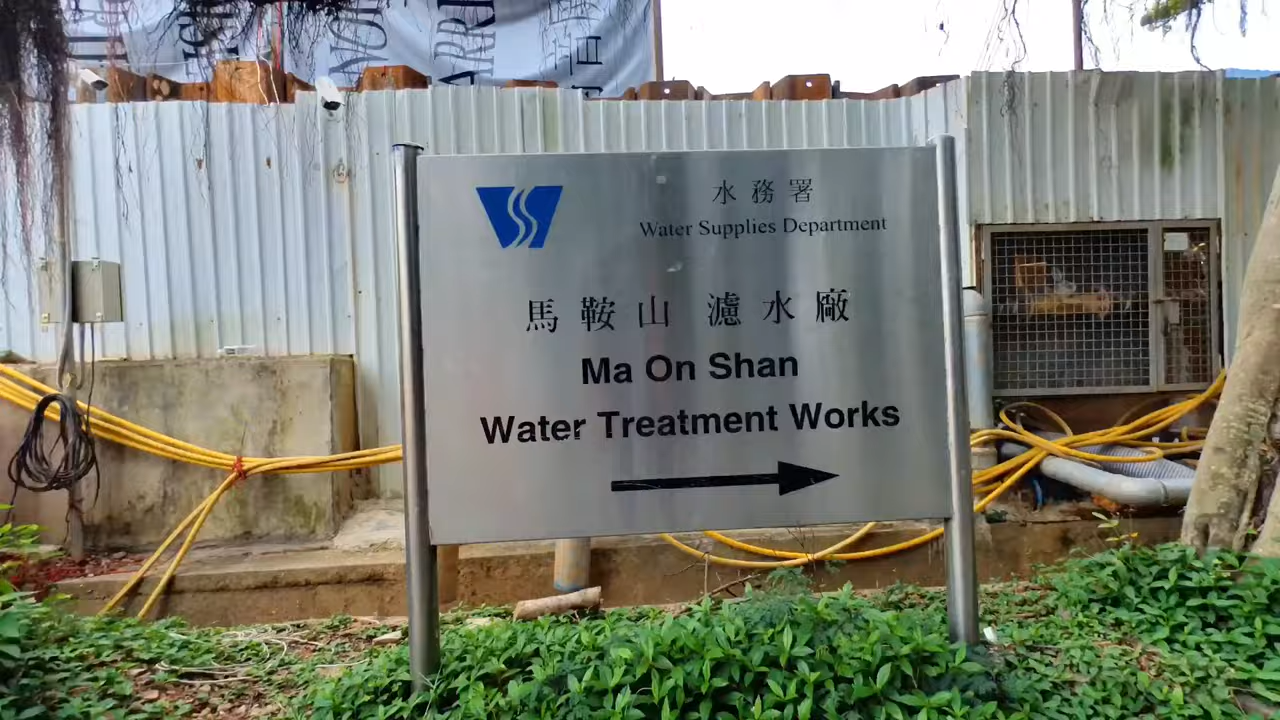 水務署
Water Supplies Department
馬鞍山 濾水廠
Ma On Shan
Water Treatment Works